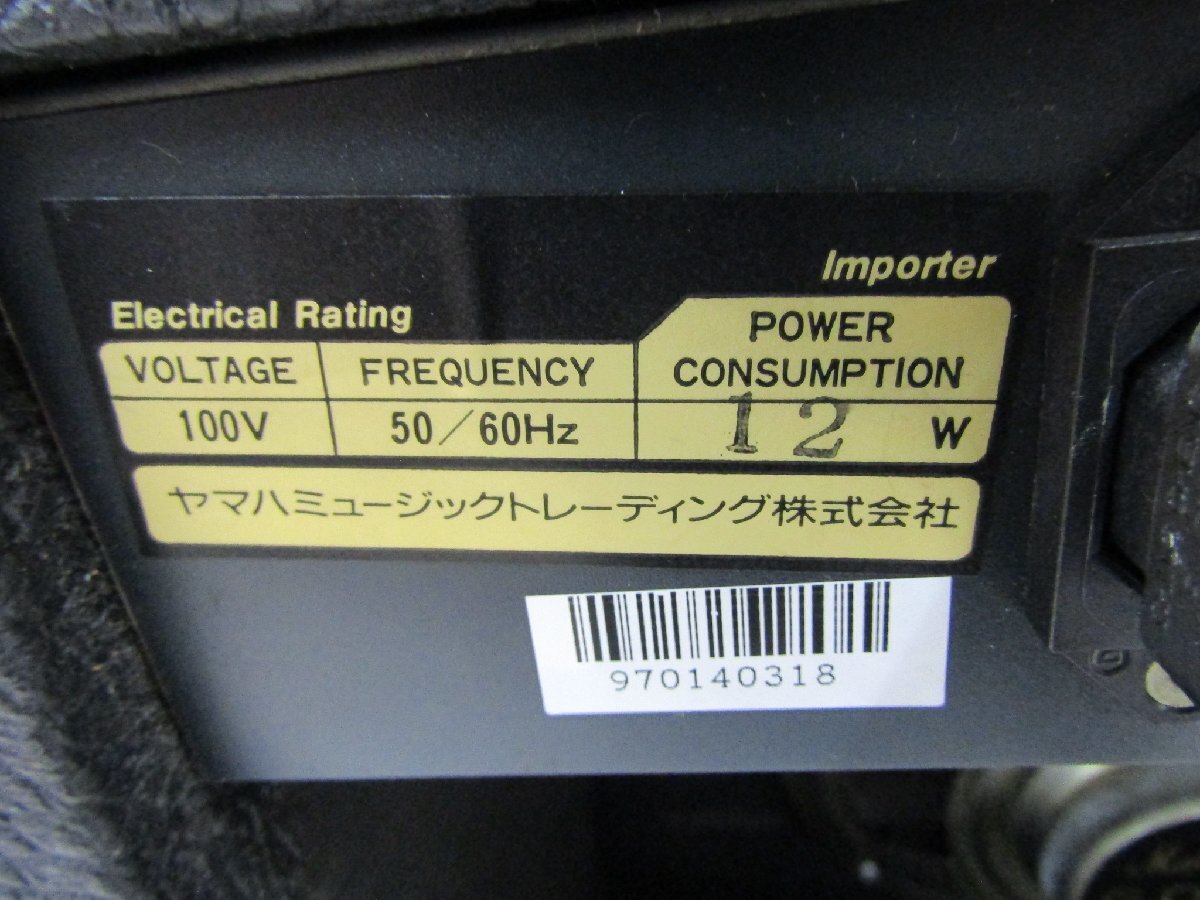 Importer
Electrical Rating
VOLTAGE FREQUENCY POWER CONSUMPTION
100V 50/60Hz 12 W
ヤマハミュージックトレーディング株式会社
970140318